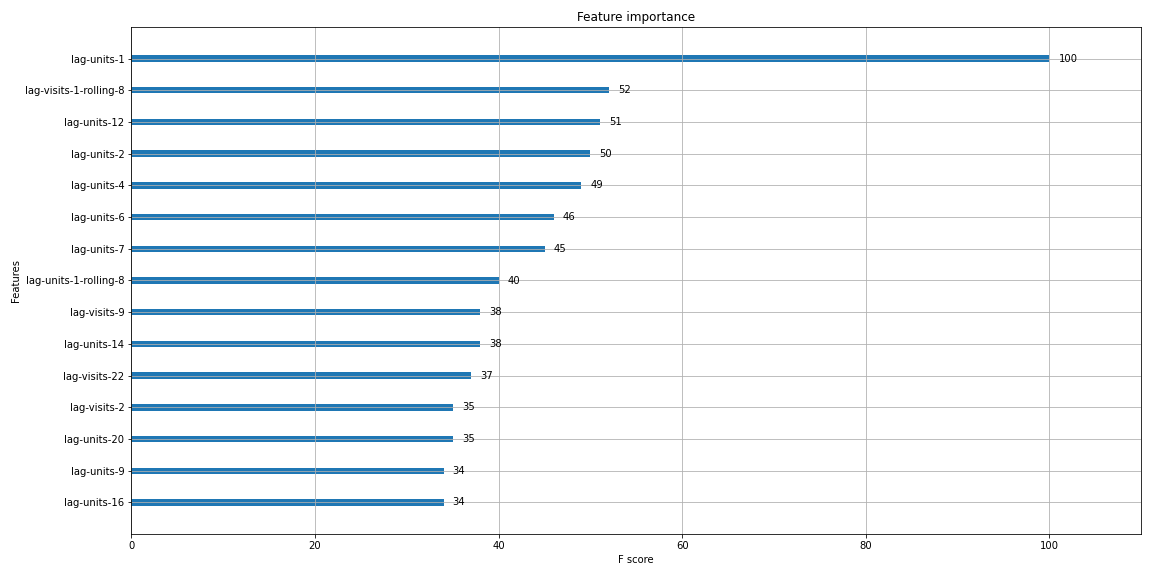 Feature importance
Features
lag-units-1 100
lag-visits-1-rolling-8 52
lag-units-12 51
lag-units-2 50
lag-units-4 49
lag-units-6 46
lag-units-7 45
lag-units-1-rolling-8 40
lag-visits-9 38
lag-units-14 38
lag-visits-22 37
lag-visits-2 35
lag-units-20 35
lag-units-9 34
lag-units-16 34
0 20 40 60 80 100
F score